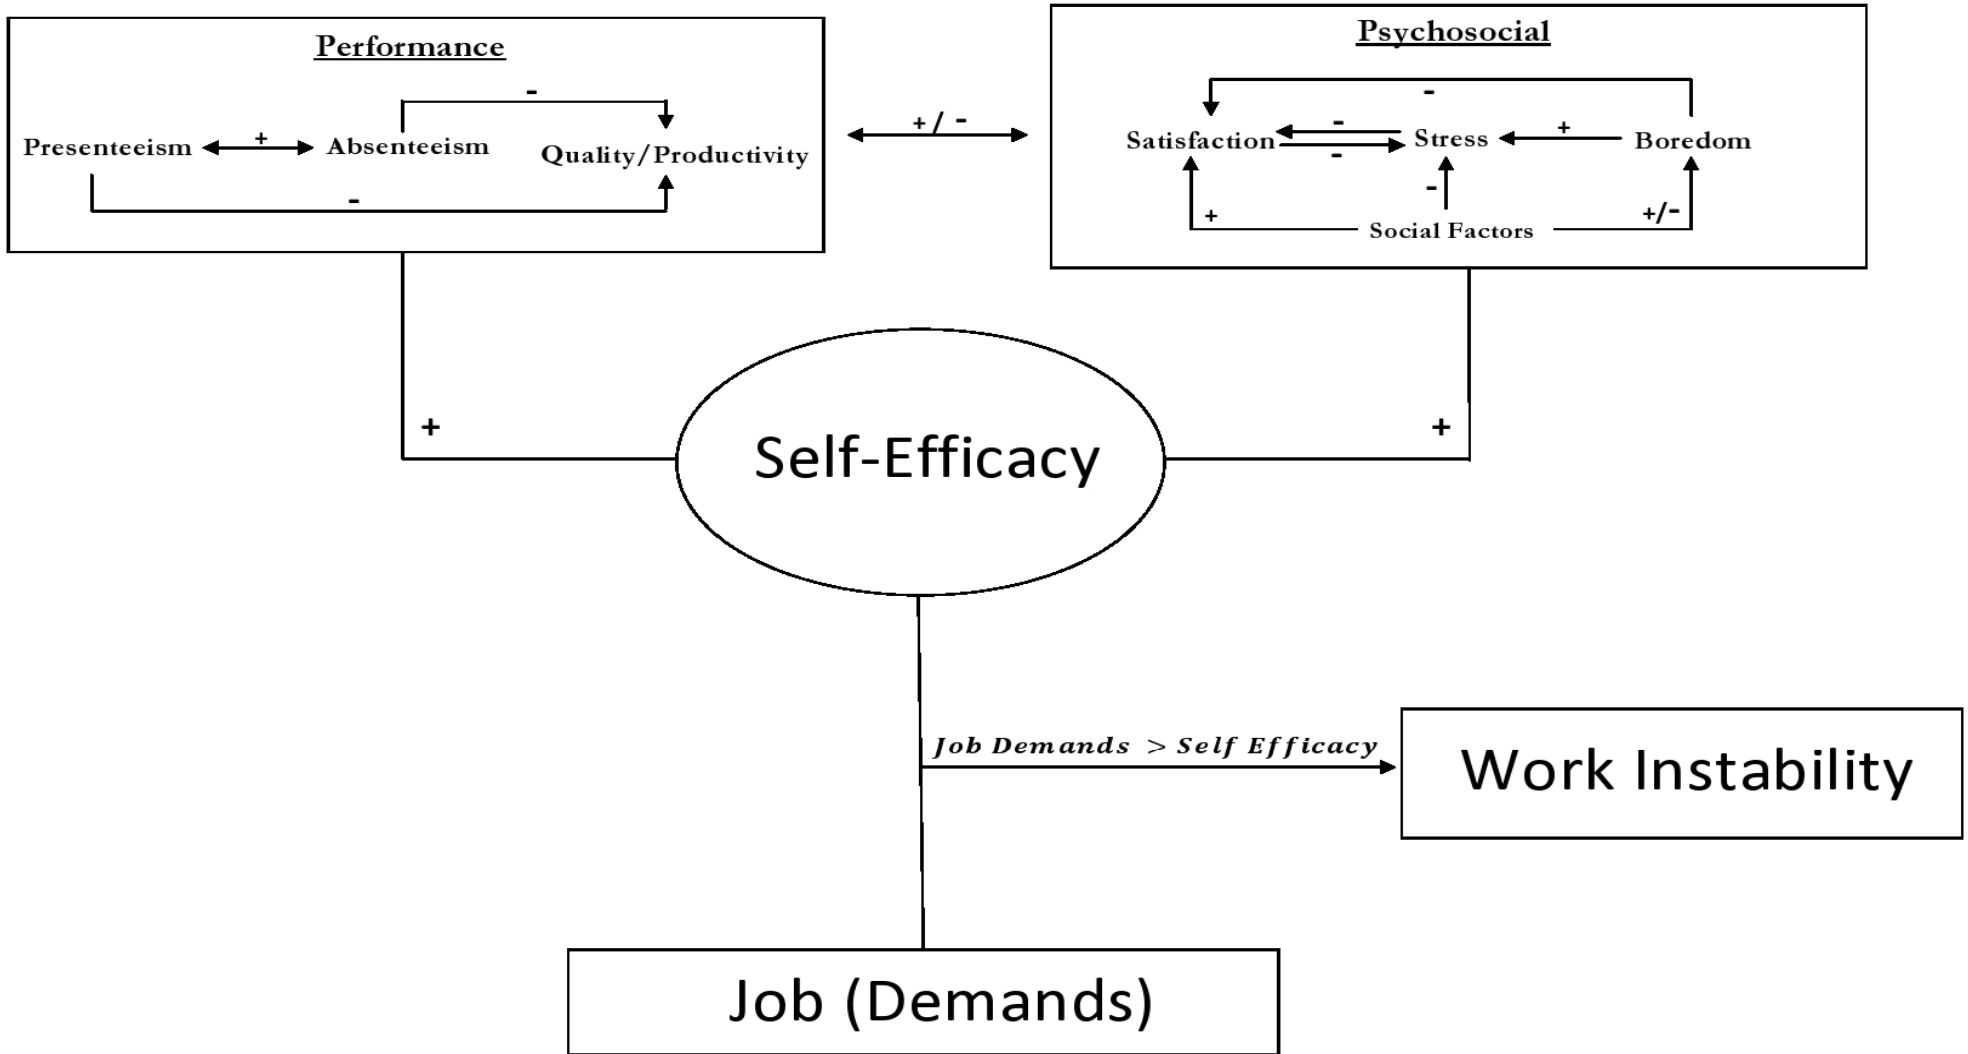 Performance
-
Presenteeism
+
Absenteeism
Quality/Productivity
-
+ / -
Psychosocial
-
Satisfaction
-
-
Stress
+
Boredom
-
+
+/-
Social Factors
+
+
Self-Efficacy
Job Demands > Self Efficacy
Work Instability
Job (Demands)